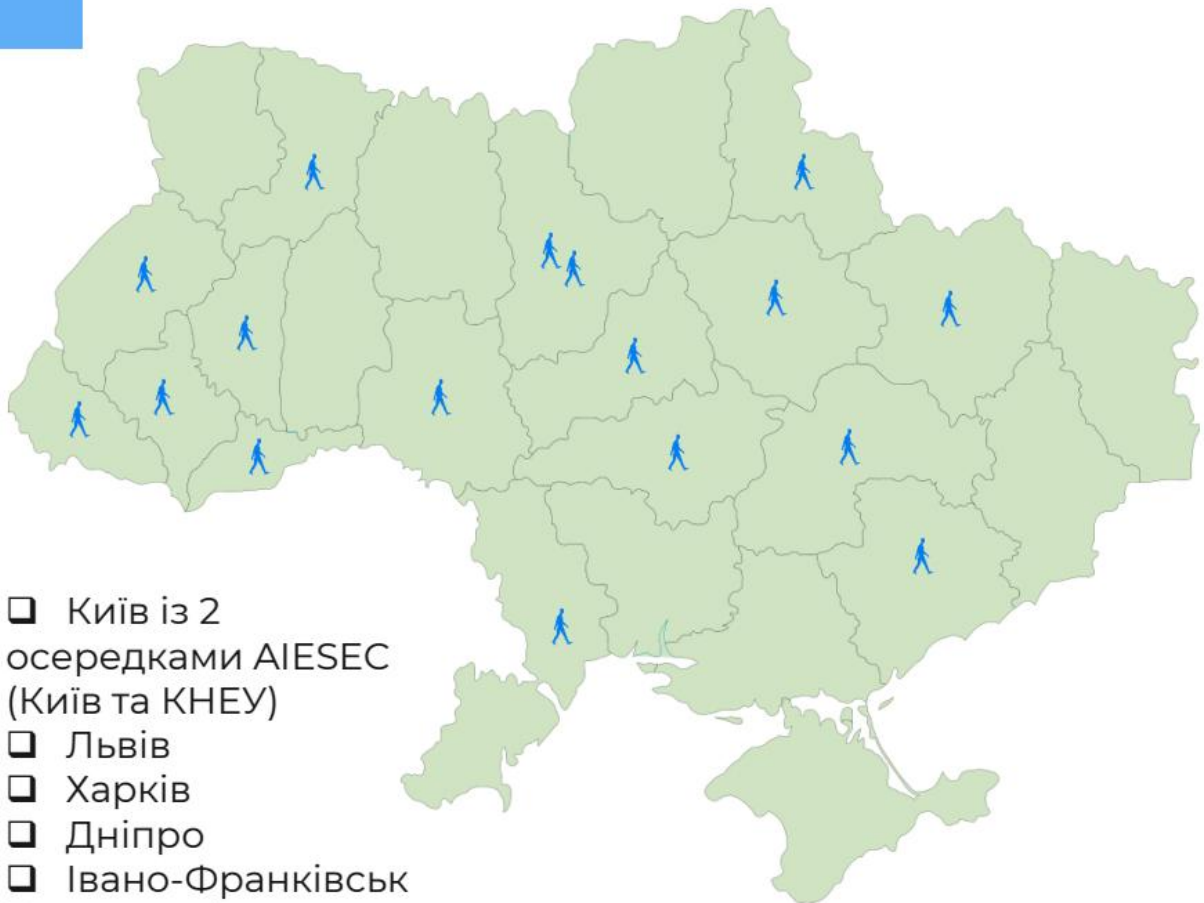 ❑ Київ із 2
осередками AIESEC
(Київ та КНЕУ)
❑ Львів
❑ Харків
❑ Дніпро
❑ Івано-Франківськ